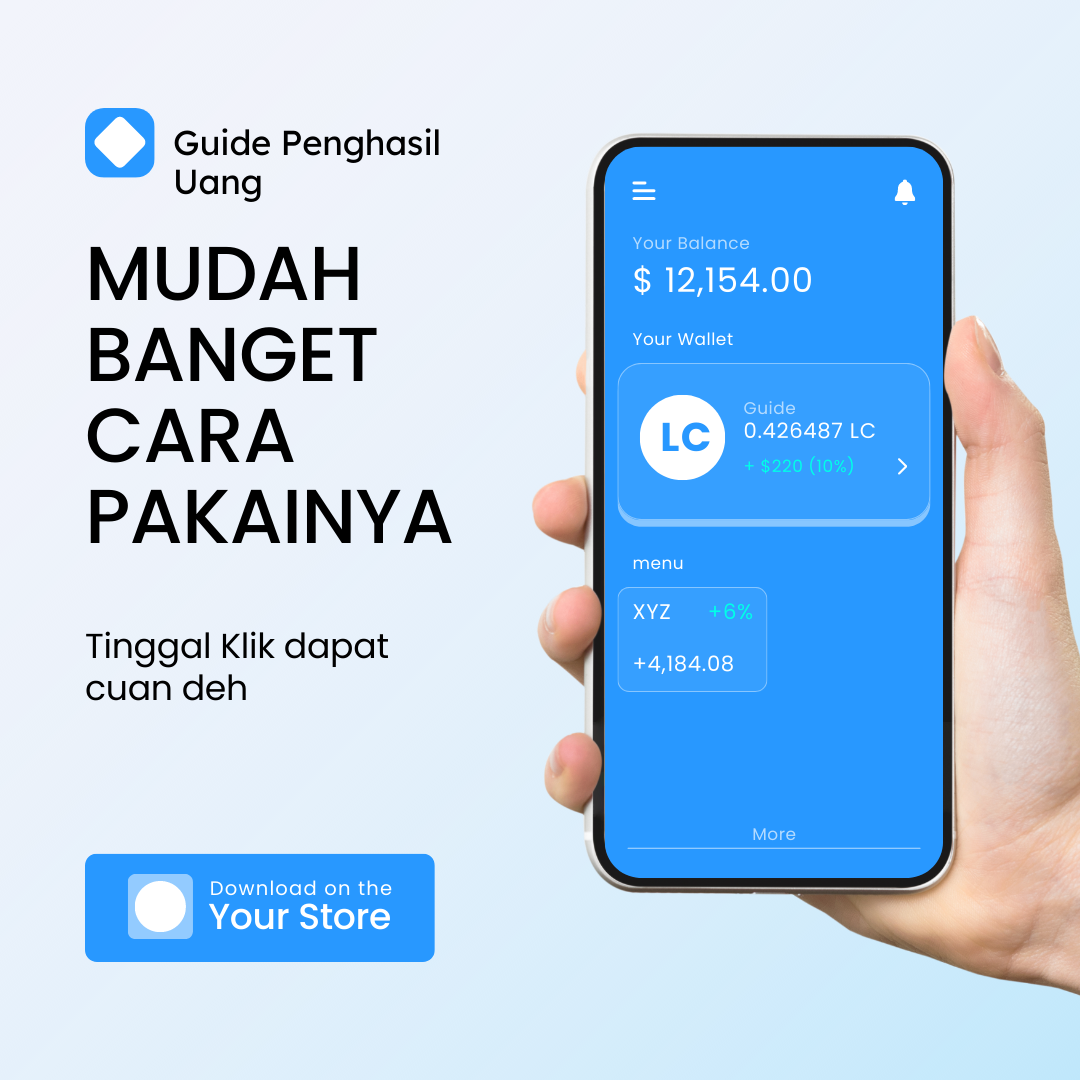 Guide Penghasil
Uang
MUDAH
BANGET
CARA
PAKAINYA
Tinggal Klik dapat
cuan deh
Download on the
Your Store
Your Balance
$ 12,154.00
Your Wallet
LC
Guide
0.426487 LC
+ $220 (10%)
menu
XYZ +6%
+4,184.08
More